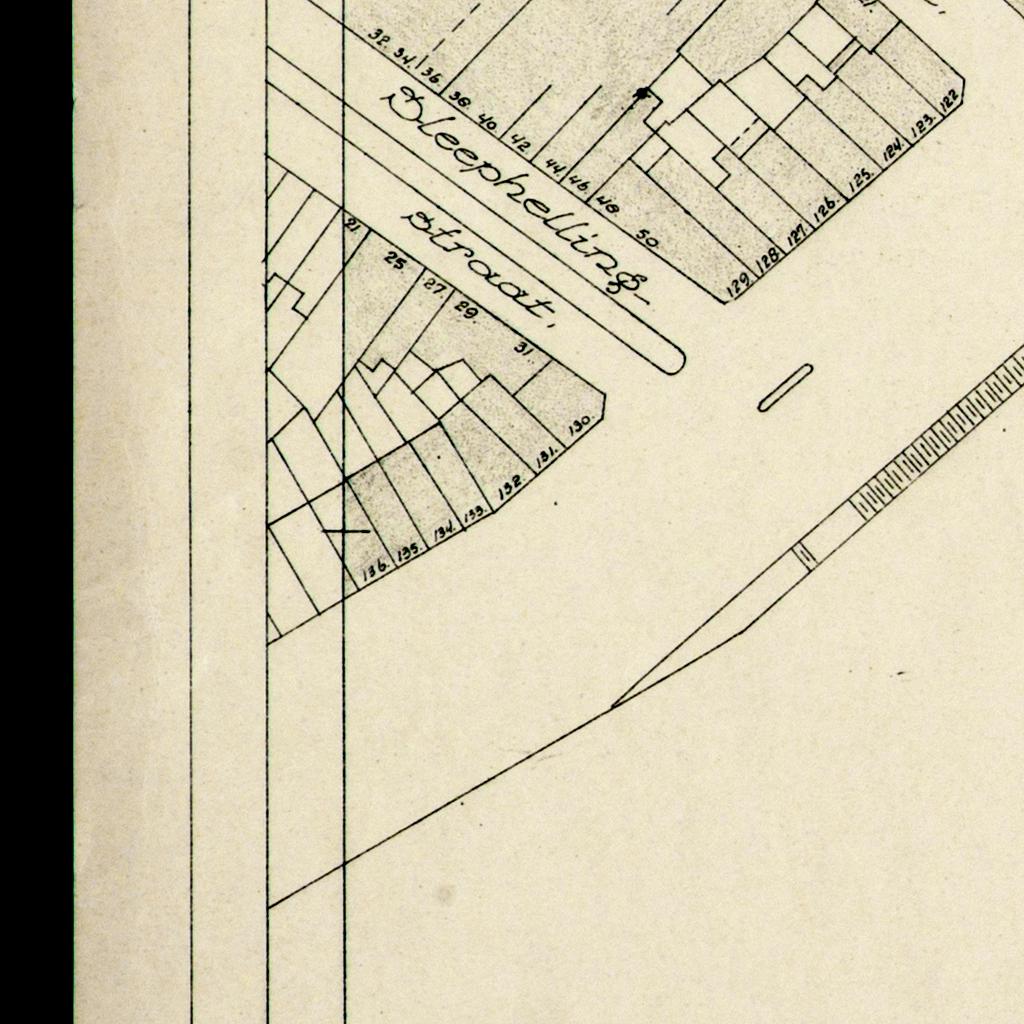 32. 34. 36. 38. 40. 42. 44. 46. 48. 50
Sleephelling-
straat.
21 25. 27. 29. 31.
122 123. 124. 125. 126. 127. 128. 129.
130. 131. 132. 133. 134. 135. 136.